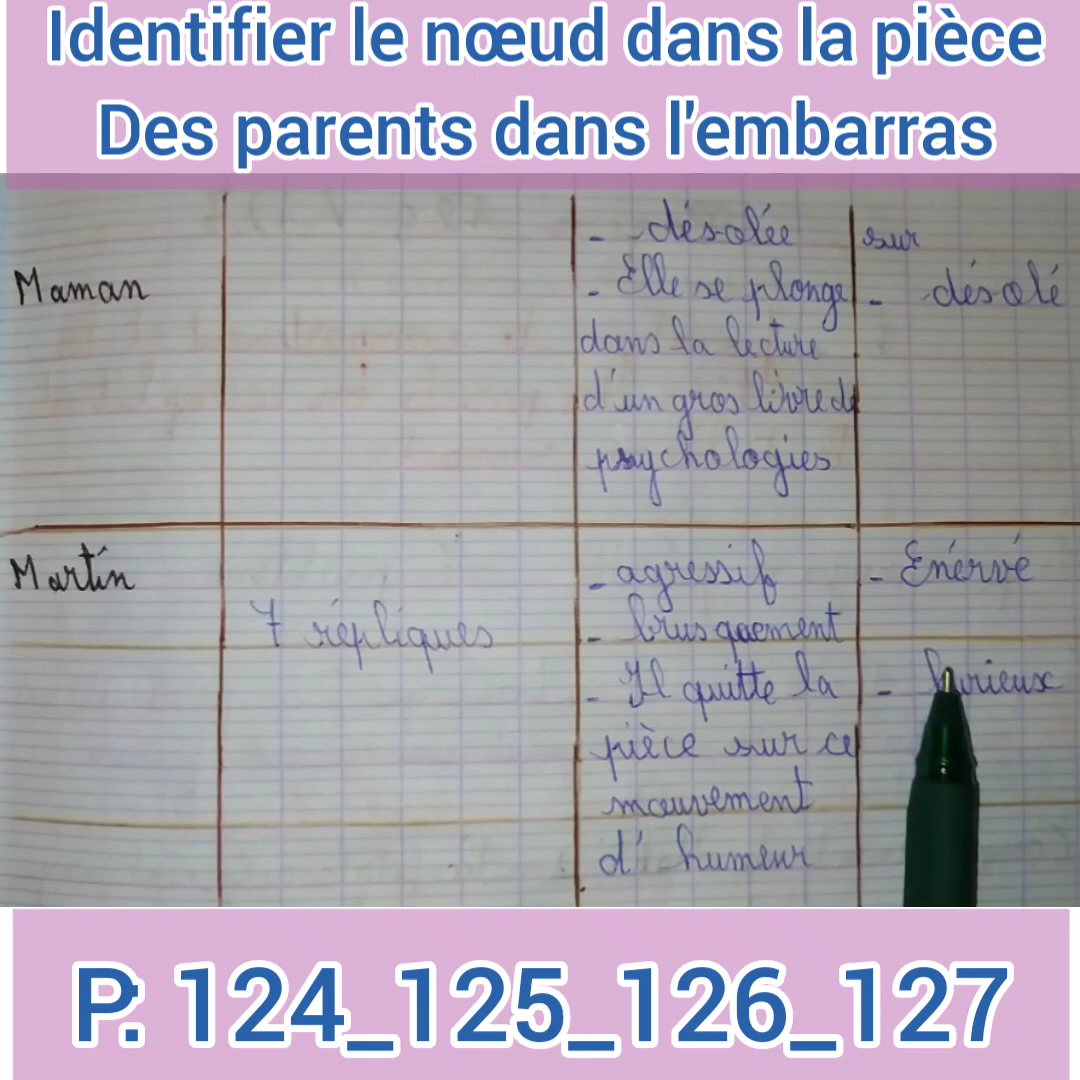 Identifier le nœud dans la pièce
Des parents dans l'embarras
Maman
- - désolée
- Elle se plonge
dans la lecture
d'un gros livre de
psychologies
sur
- désolé
Martin
7 répliques
- agressif
- brusquement
- Il quitte la
pièce sur ce
mouvement
d'humeur
- Énérvé
- furieux
P. 124_125_126_127